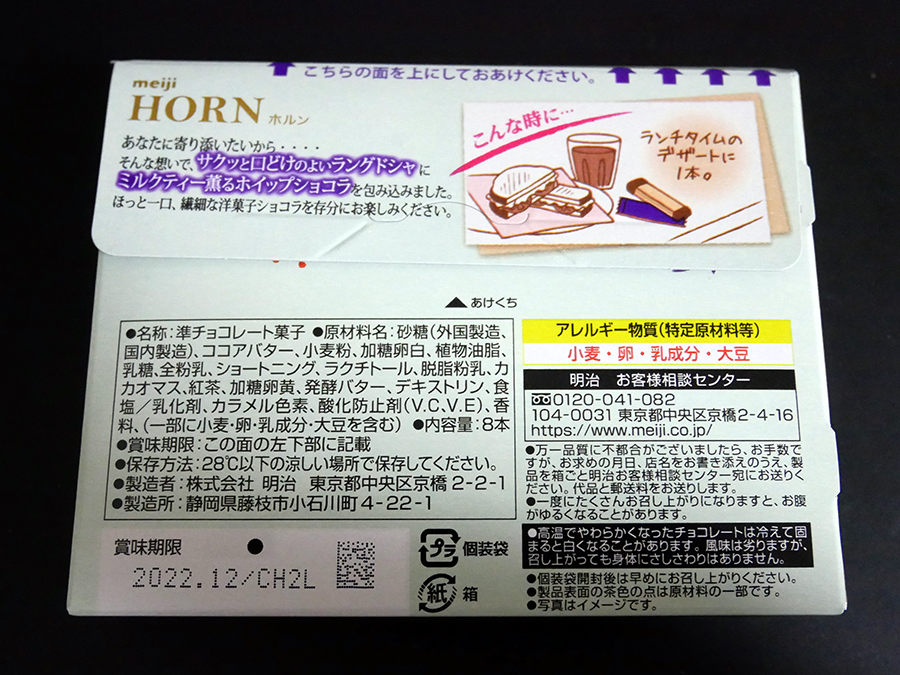 こちらの面を上にしておあけください。
meiji
HORN ホルン
あなたに寄り添いたいから・・・・
そんな想いで、サクッと口どけのよいラングドシャに
ミルクティー薫るホイップショコラを包み込みました。
ほっと一口、繊細な洋菓子ショコラを存分にお楽しみください。
こんな時に…
ランチタイムの
デザートに
1本。
▲あけくち
●名称:準チョコレート菓子 ●原材料名:砂糖(外国製造、
国内製造)、ココアバター、小麦粉、加糖卵白、植物油脂、
乳糖、全粉乳、ショートニング、ラクチトール、脱脂粉乳、カ
カオマス、紅茶、加糖卵黄、発酵バター、デキストリン、食
塩/乳化剤、カラメル色素、酸化防止剤(V.C、V.E)、香
料、(一部に小麦・卵・乳成分・大豆を含む) ●内容量:8本
●賞味期限:この面の左下部に記載
●保存方法:28℃以下の涼しい場所で保存してください。
●製造者:株式会社 明治 東京都中央区京橋2-2-1
●製造所:静岡県藤枝市小石川町4-22-1
アレルギー物質(特定原材料等)
小麦・卵・乳成分・大豆
明治 お客様相談センター
0120-041-082
104-0031 東京都中央区京橋2-4-16
https://www.meiji.co.jp/
●万一品質に不都合がございましたら、お手数
ですが、お求めの月日、店名をお書き添えのうえ、製
品を箱ごと明治お客様相談センター宛にお送りく
ださい。代品と郵送料をお送りします。
●一度にたくさんお召し上がりになりますと、お腹
がゆるくなることがあります。
●高温でやわらかくなったチョコレートは冷えて固
まると白くなることがあります。風味は劣りますが、
召し上がっても身体にさしさわりはありません。
●個装袋開封後は早めにお召し上がりください。
●製品表面の茶色の点は原材料の一部です。
●写真はイメージです。
賞味期限
2022.12/CH2L
プラ 個装袋
紙 箱